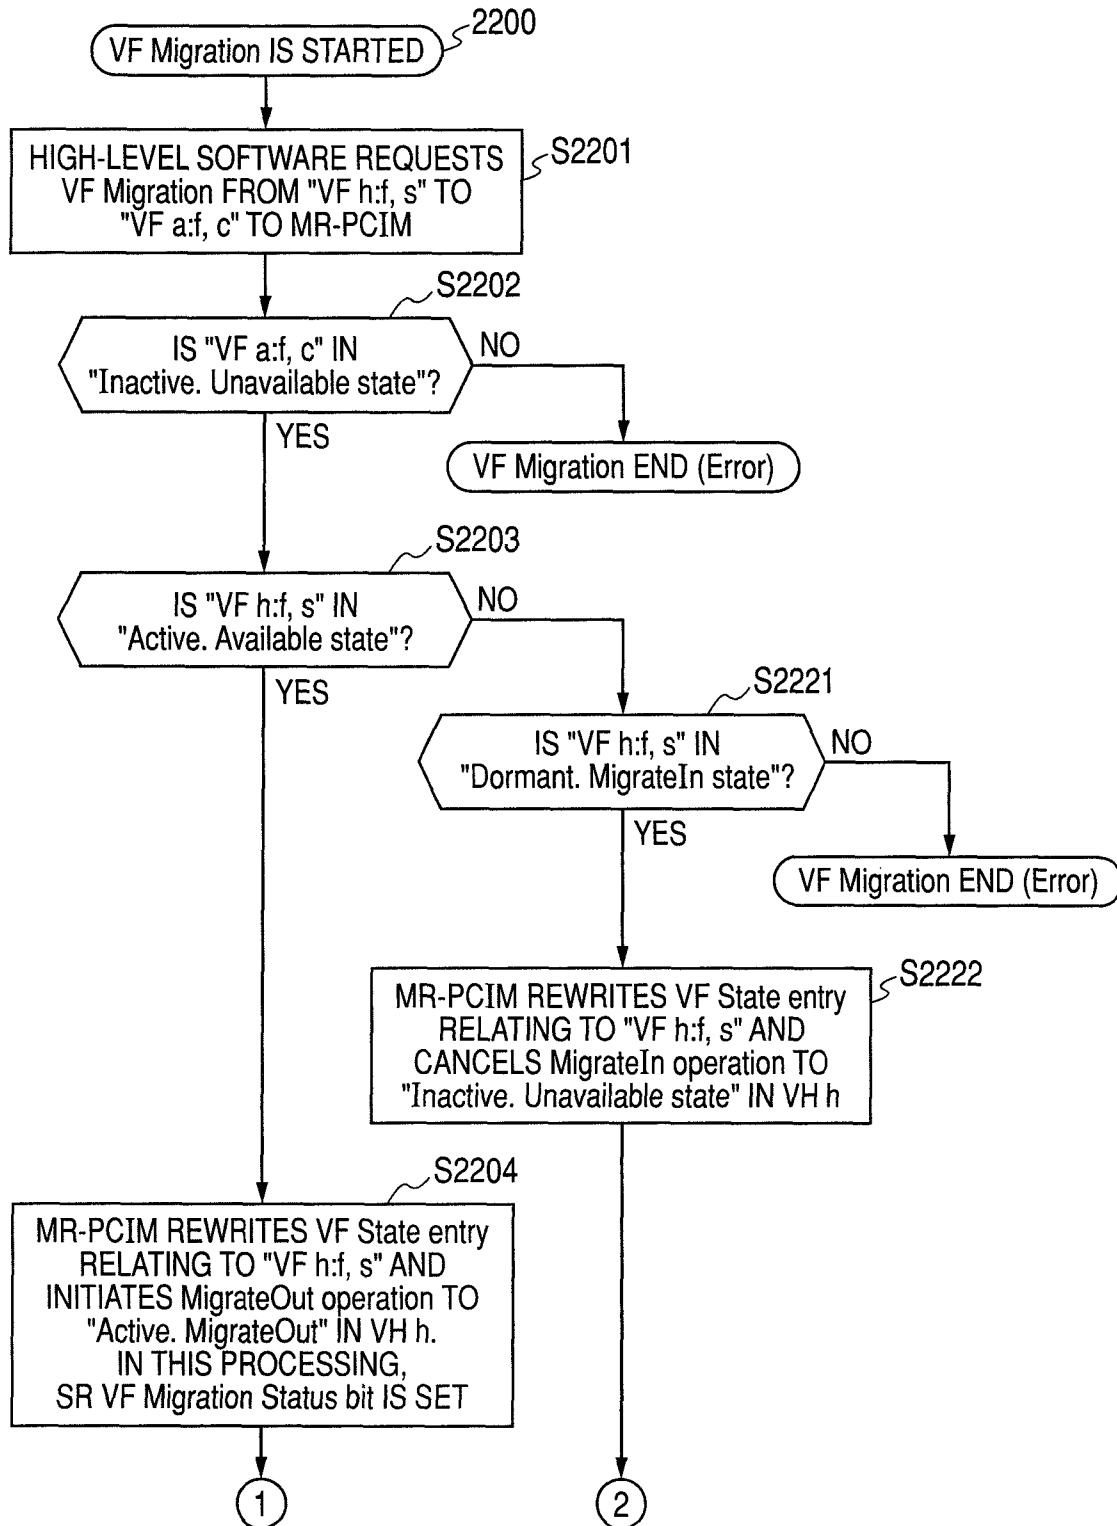 2200
VF Migration IS STARTED
S2201
HIGH-LEVEL SOFTWARE REQUESTS
VF Migration FROM "VF h:f, s" TO
"VF a:f, c" TO MR-PCIM
S2202
IS "VF a:f, c" IN
"Inactive. Unavailable state"?
NO
YES
VF Migration END (Error)
S2203
IS "VF h:f, s" IN
"Active. Available state"?
NO
YES
S2221
IS "VF h:f, s" IN
"Dormant. MigrateIn state"?
NO
YES
VF Migration END (Error)
S2222
MR-PCIM REWRITES VF State entry
RELATING TO "VF h:f, s" AND
CANCELS MigrateIn operation TO
"Inactive. Unavailable state" IN VH h
S2204
MR-PCIM REWRITES VF State entry
RELATING TO "VF h:f, s" AND
INITIATES MigrateOut operation TO
"Active. MigrateOut" IN VH h.
IN THIS PROCESSING,
SR VF Migration Status bit IS SET
1
2